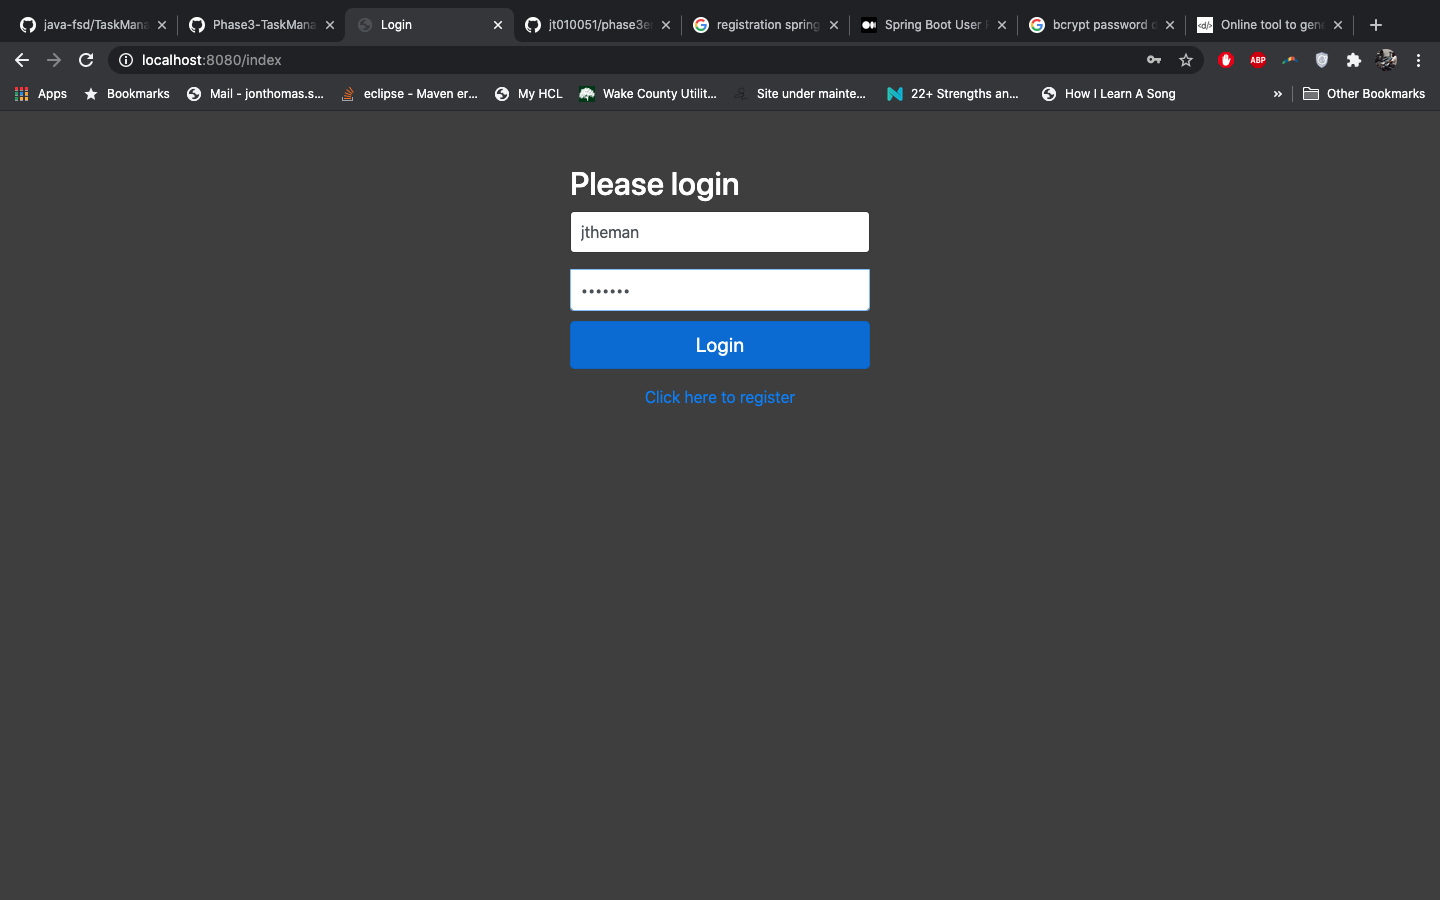 java-fsd/TaskMana
Phase3-TaskMana
Login
jt010051/phase3e
registration spring
Spring Boot User
bcrypt password d
Online tool to gene
localhost:8080/index
ABP
Apps
Bookmarks
Mail - jonthomas.s...
eclipse - Maven er...
My HCL
Wake County Utilit...
Site under mainte...
22+ Strengths an...
How I Learn A Song
»
Other Bookmarks
Please login
jtheman
•••••••
Login
Click here to register